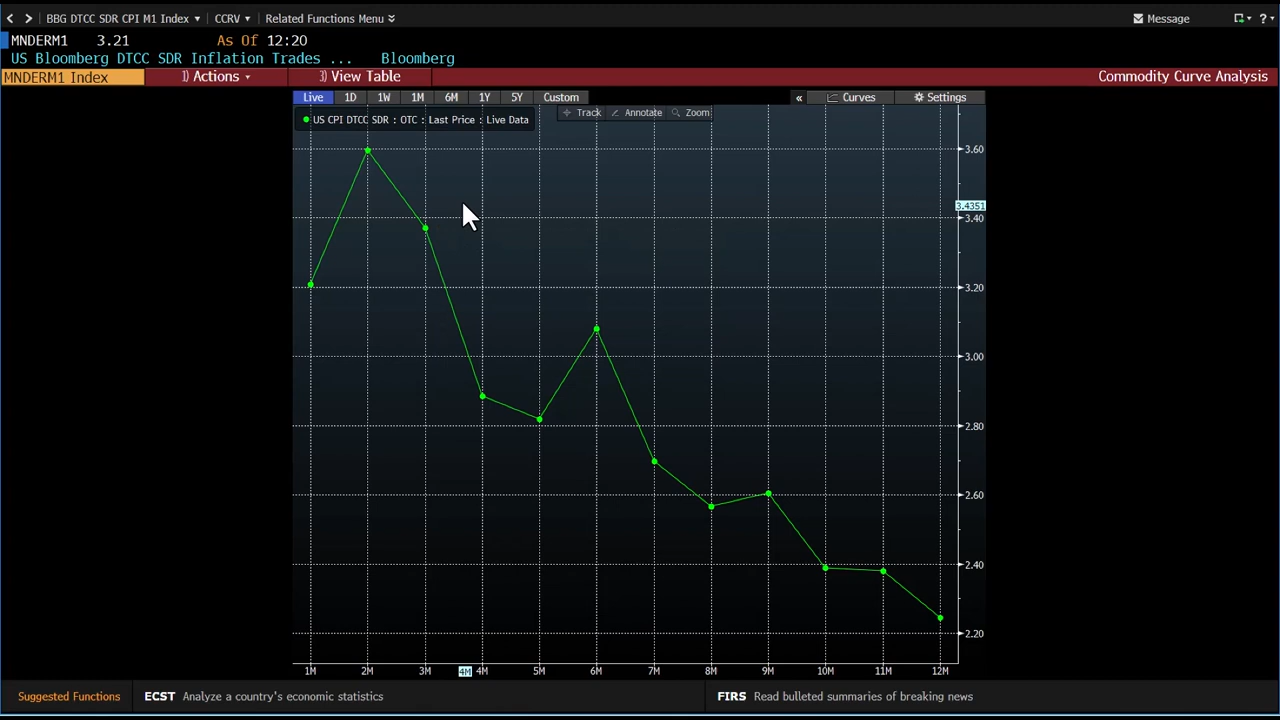 BBG DTCC SDR CPI M1 Index CCRV Related Functions Menu Message ?
MNDERM1 3.21 As Of 12:20
US Bloomberg DTCC SDR Inflation Trades ... Bloomberg
MNDERM1 Index 1) Actions 3) View Table Commodity Curve Analysis
Live 1D 1W 1M 6M 1Y 5Y Custom « Curves Settings
US CPI DTCC SDR : OTC : Last Price : Live Data Track Annotate Zoom
3.60
3.4351
3.40
3.20
3.00
2.80
2.60
2.40
2.20
1M 2M 3M 4M 4M 5M 6M 7M 8M 9M 10M 11M 12M
Suggested Functions ECST Analyze a country's economic statistics FIRS Read bulleted summaries of breaking news